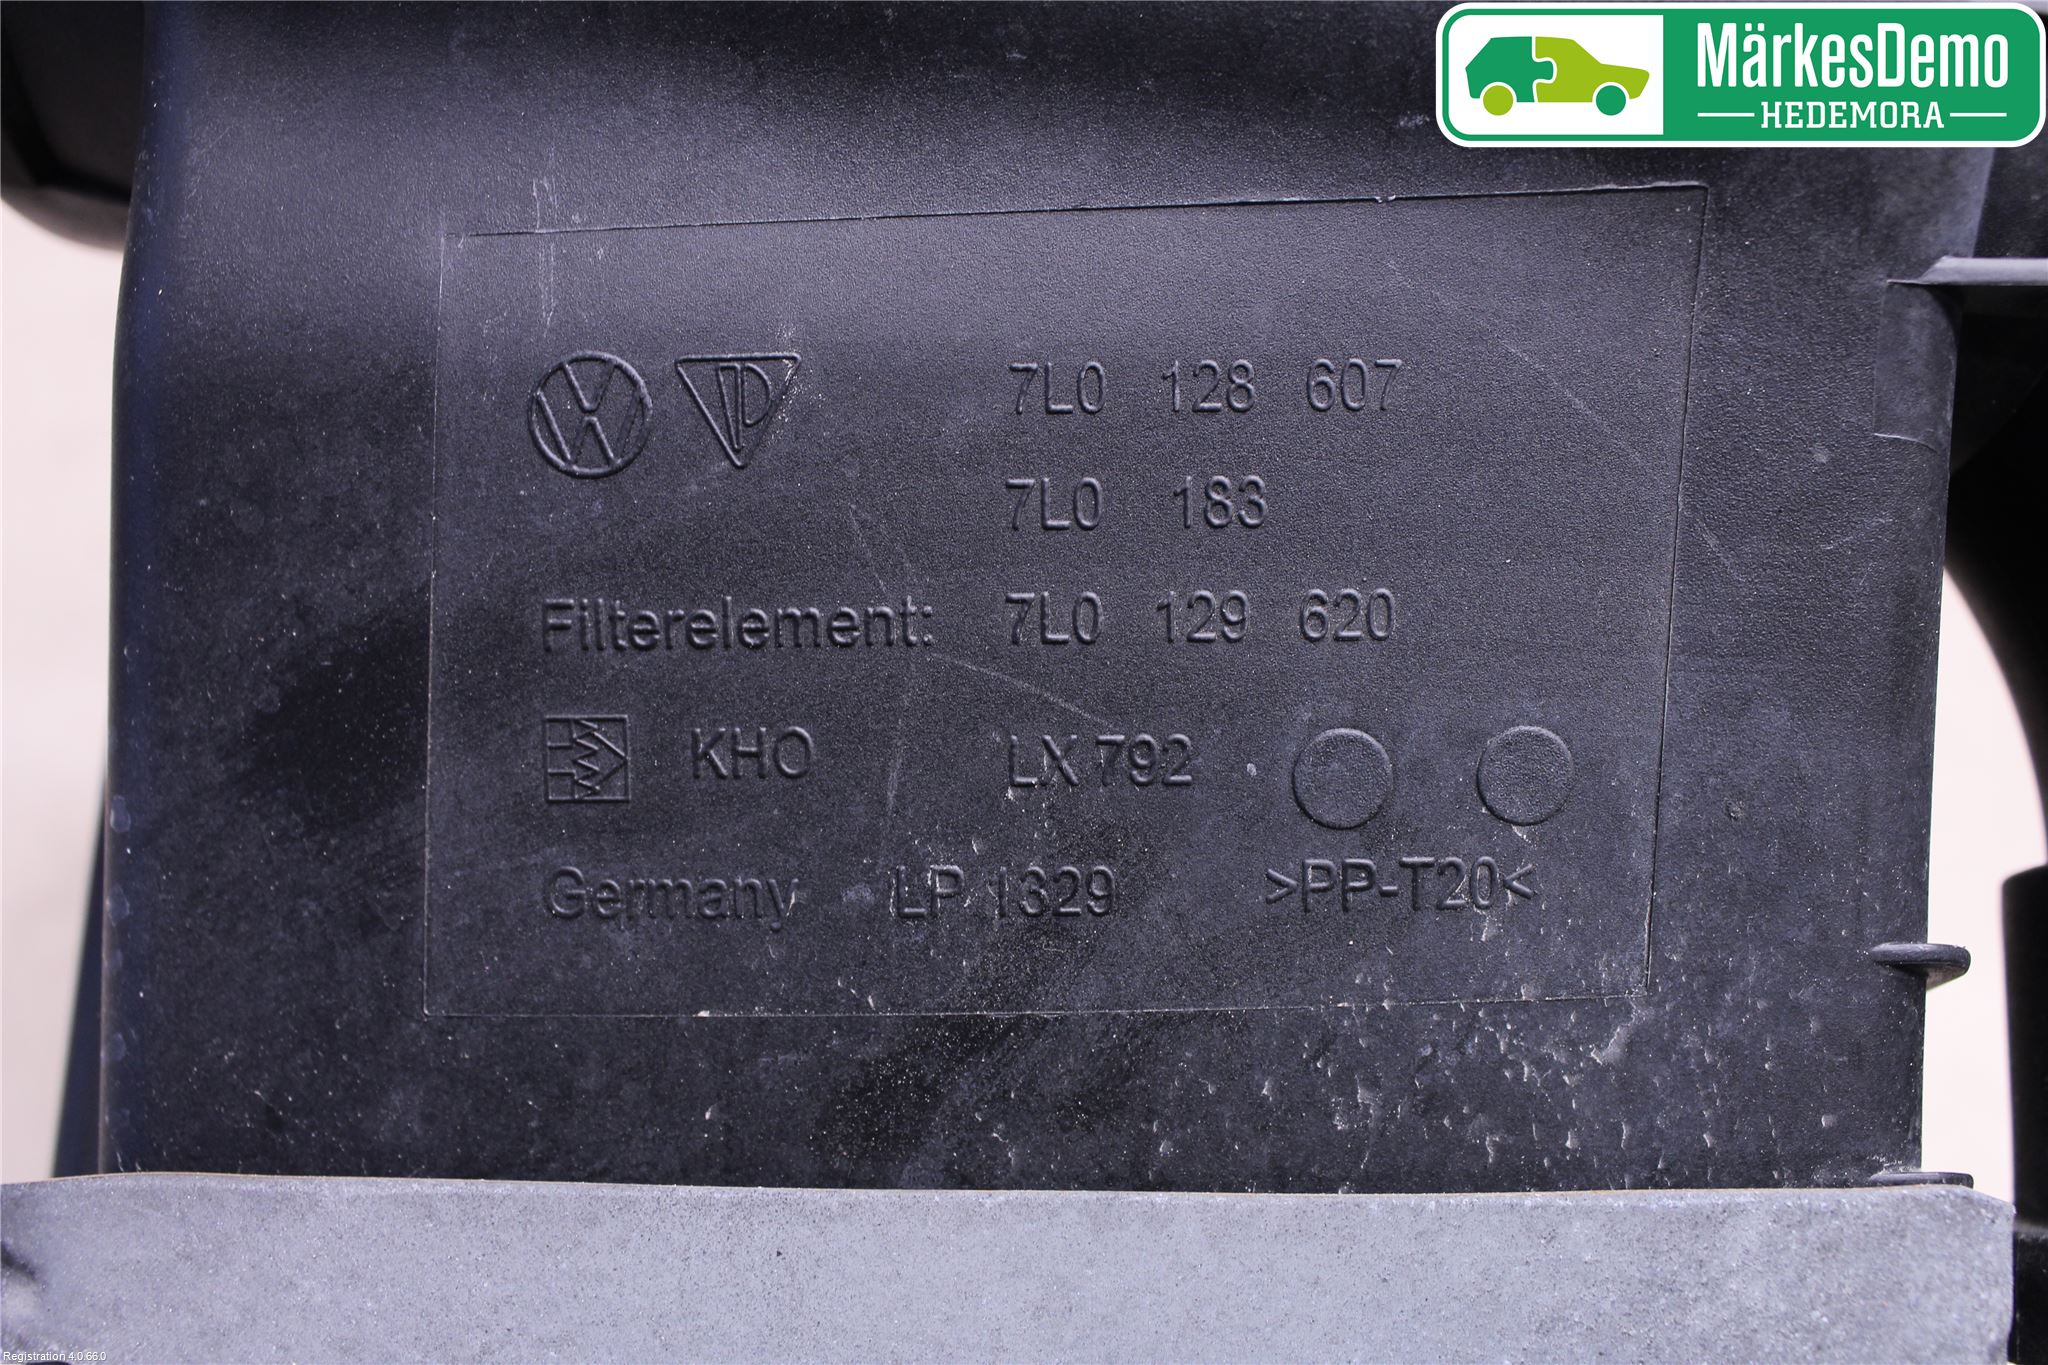 MärkesDemo
HEDEMORA
7L0 128 607
7L0 183
Filterelement: 7L0 129 620
KHO LX 792
Germany LP 1329 >PP-T20<
Registration 4.0.66.0